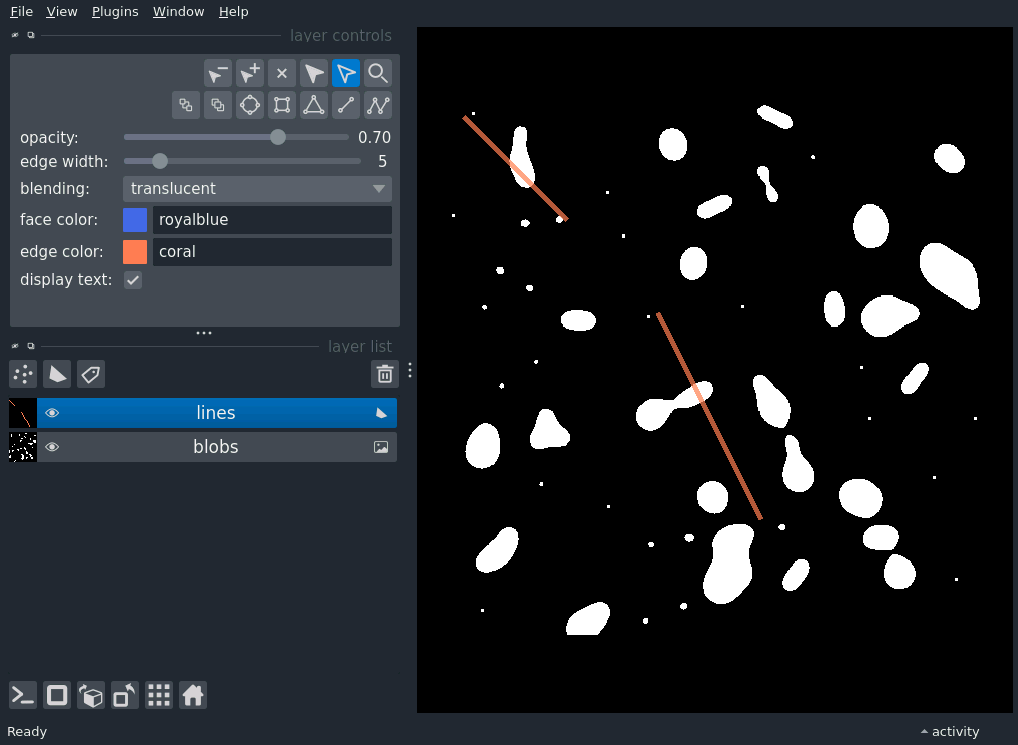 File View Plugins Window Help
layer controls
opacity: 0.70
edge width: 5
blending: translucent
face color: royalblue
edge color: coral
display text:
layer list
lines
blobs
Ready
activity